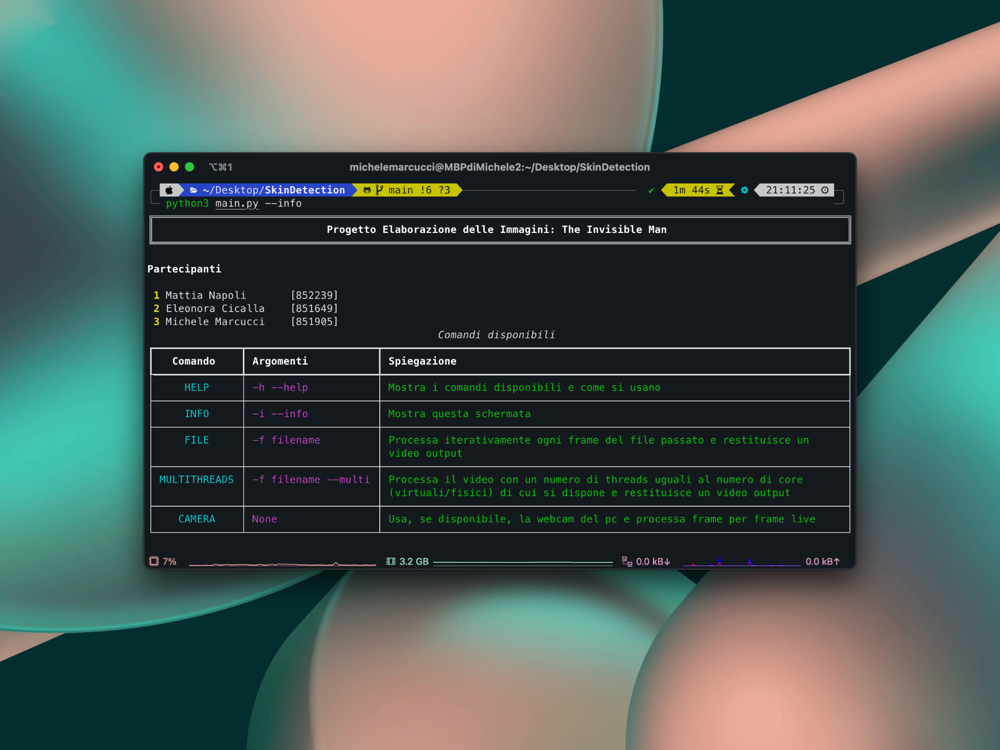 ⌥⌘1 michelemarcucci@MBPdiMichele2:~/Desktop/SkinDetection
~/Desktop/SkinDetection main !6 ?3 ✓ 1m 44s 21:11:25
python3 main.py --info
Progetto Elaborazione delle Immagini: The Invisible Man
Partecipanti
1 Mattia Napoli [852239]
2 Eleonora Cicalla [851649]
3 Michele Marcucci [851905]
Comandi disponibili
Comando Argomenti Spiegazione
HELP -h --help Mostra i comandi disponibili e come si usano
INFO -i --info Mostra questa schermata
FILE -f filename Processa iterativamente ogni frame del file passato e restituisce un
video output
MULTITHREADS -f filename --multi Processa il video con un numero di threads uguali al numero di core
(virtuali/fisici) di cui si dispone e restituisce un video output
CAMERA None Usa, se disponibile, la webcam del pc e processa frame per frame live
7% 3.2 GB 0.0 kB↓ 0.0 kB↑